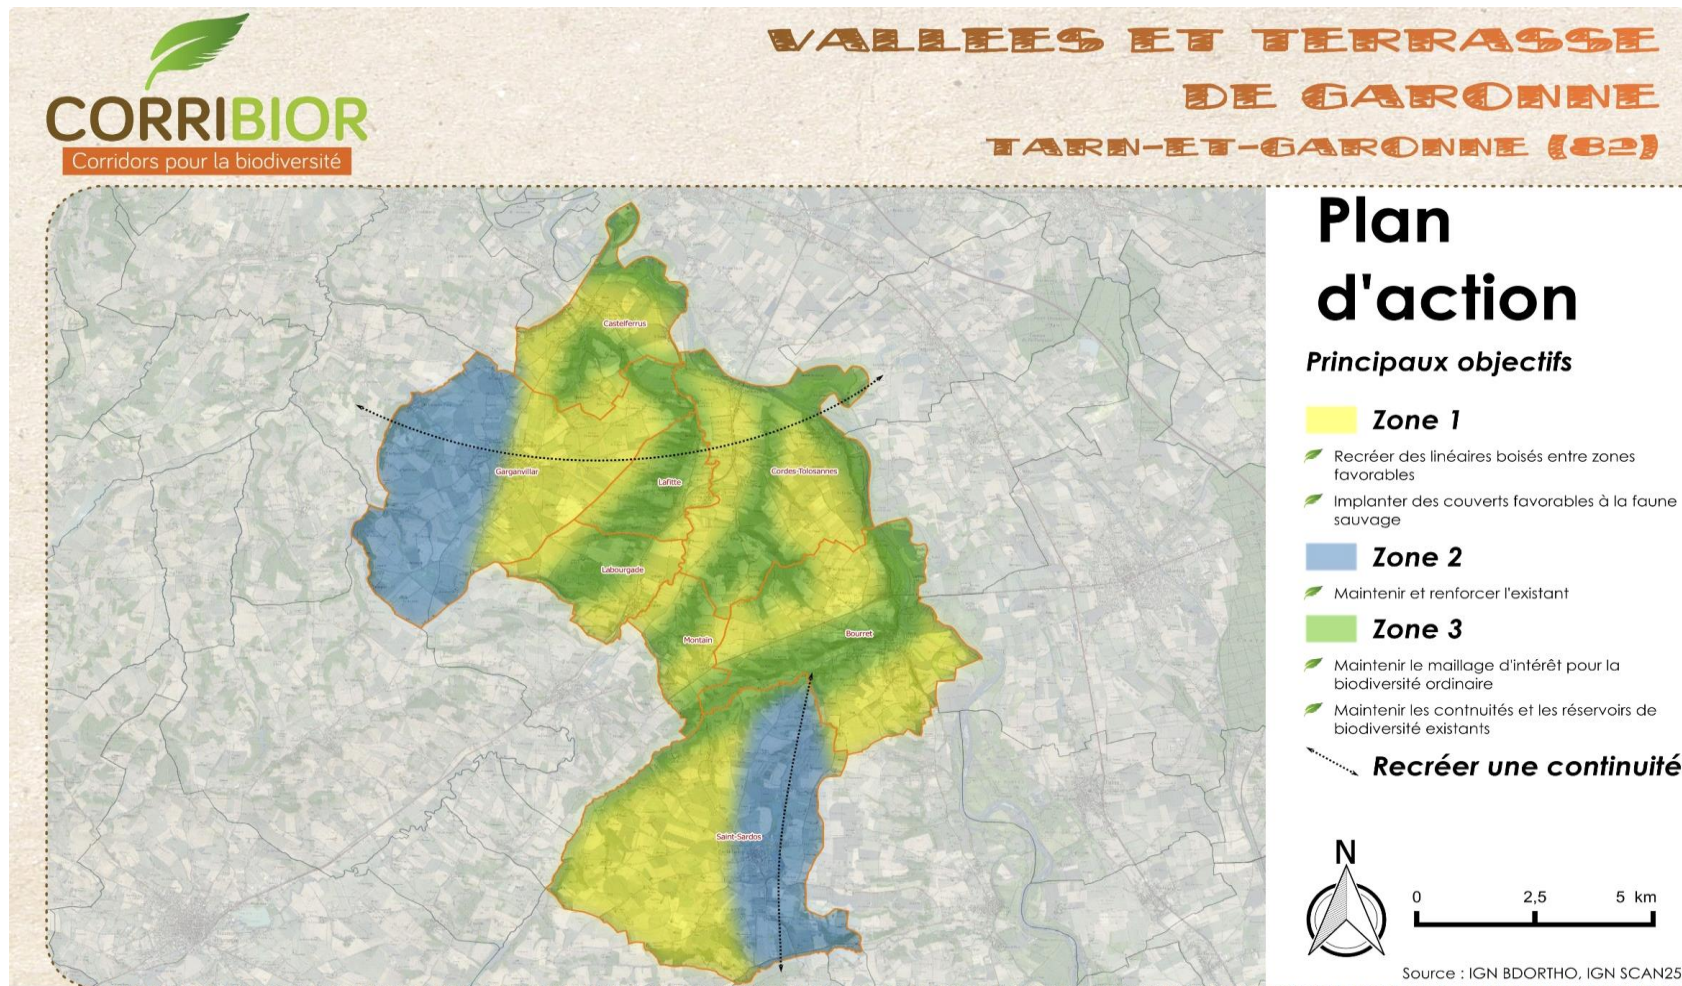 CORRIBIOR
Corridors pour la biodiversité
VALLEES ET TERRASSE
DE GARONNE
TARN-ET-GARONNE (82)
Plan
d'action
Principaux objectifs
Zone 1
Recréer des linéaires boisés entre zones
favorables
Implanter des couverts favorables à la faune
sauvage
Zone 2
Maintenir et renforcer l'existant
Zone 3
Maintenir le maillage d'intérêt pour la
biodiversité ordinaire
Maintenir les contnuités et les réservoirs de
biodiversité existants
Recréer une continuité
N
0 2,5 5 km
Source : IGN BDORTHO, IGN SCAN25
Castelferrus
Garganvillar
Lafitte
Cordes-Tolosannes
Labourgade
Montain
Bourret
Saint-Sardos